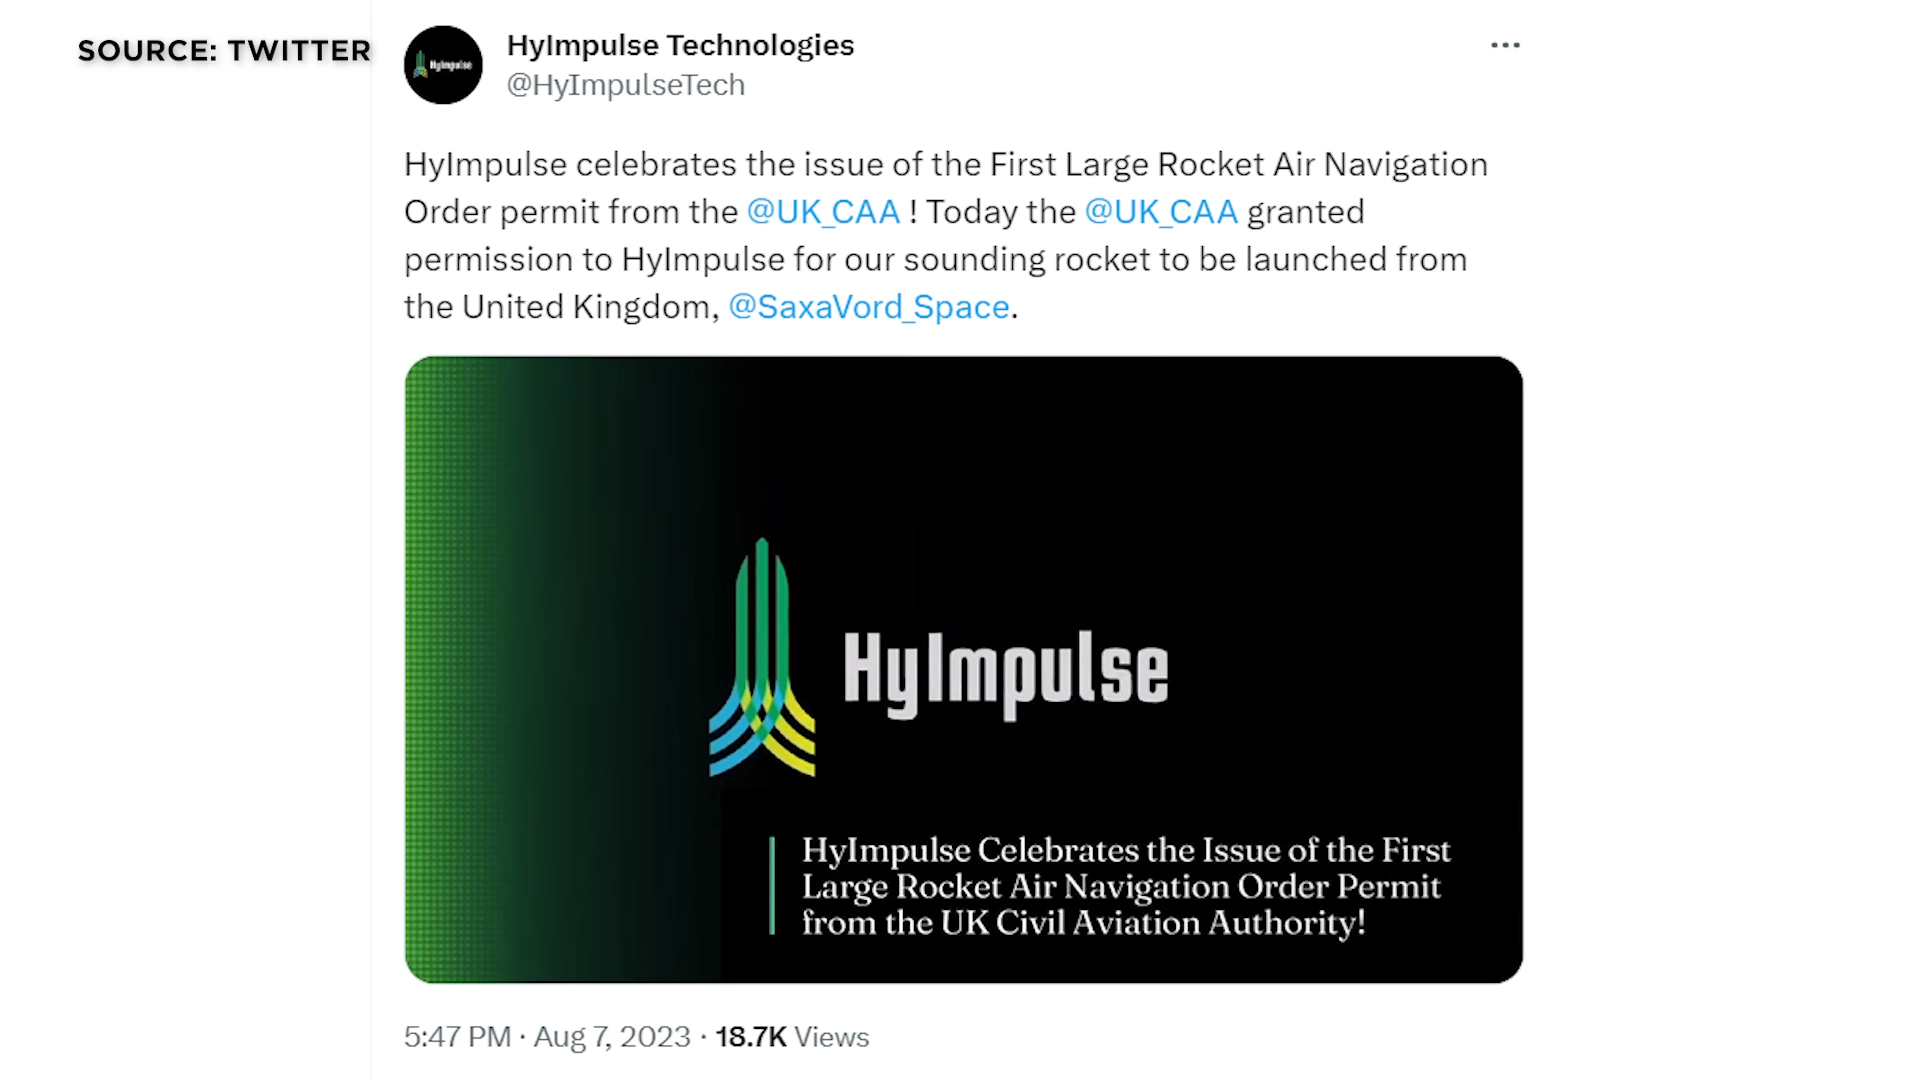 SOURCE: TWITTER
HyImpulse
HyImpulse Technologies
@HyImpulseTech
HyImpulse celebrates the issue of the First Large Rocket Air Navigation
Order permit from the @UK_CAA ! Today the @UK_CAA granted
permission to HyImpulse for our sounding rocket to be launched from
the United Kingdom, @SaxaVord_Space.
HyImpulse
HyImpulse Celebrates the Issue of the First
Large Rocket Air Navigation Order Permit
from the UK Civil Aviation Authority!
5:47 PM · Aug 7, 2023 · 18.7K Views